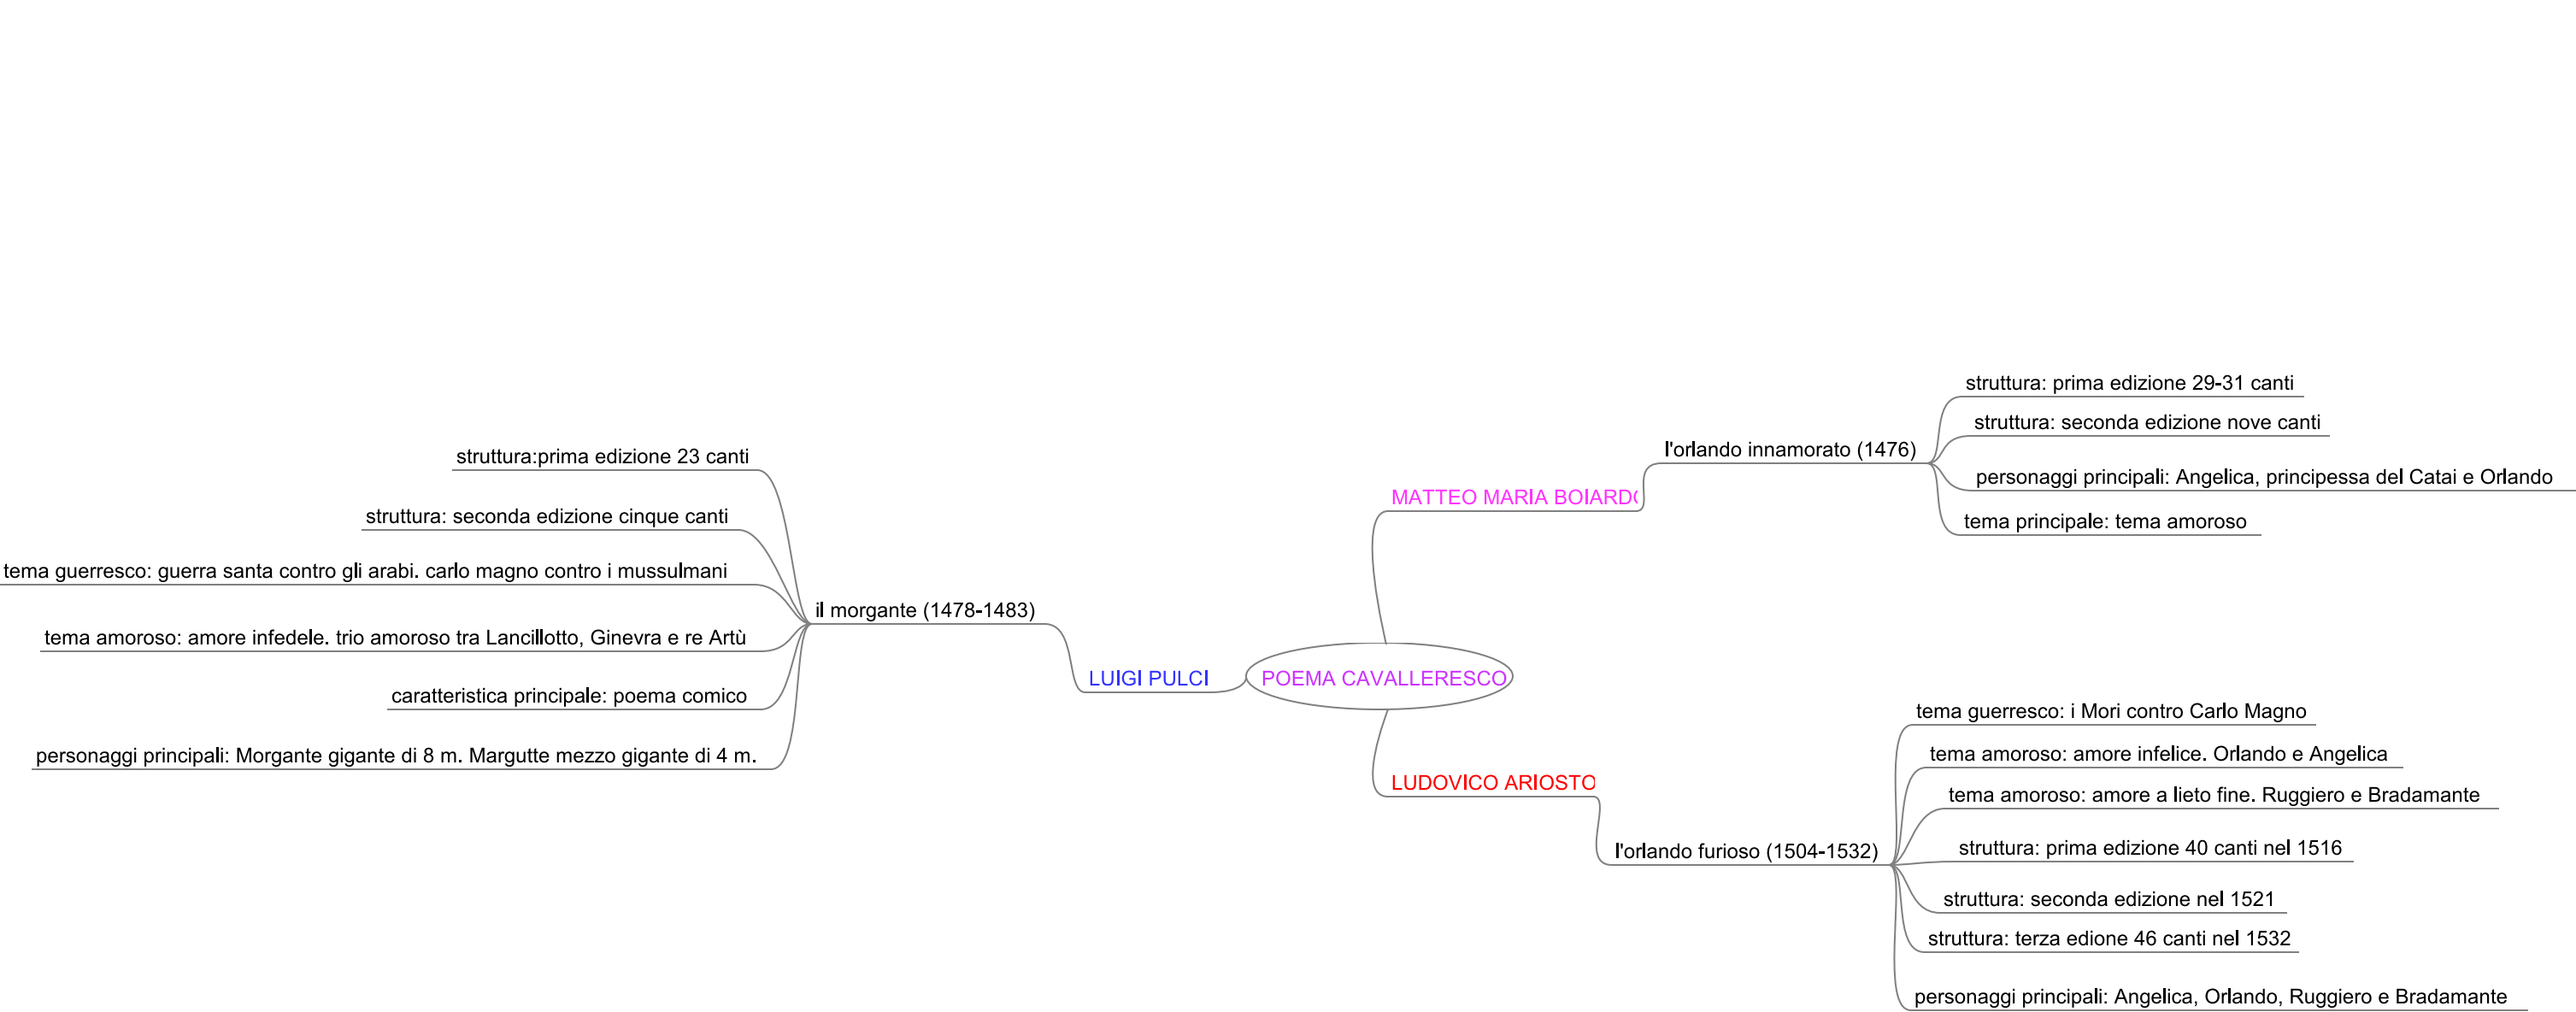 POEMA CAVALLERESCO
MATTEO MARIA BOIARDO
l'orlando innamorato (1476)
struttura: prima edizione 29-31 canti
struttura: seconda edizione nove canti
personaggi principali: Angelica, principessa del Catai e Orlando
tema principale: tema amoroso
LUDOVICO ARIOSTO
l'orlando furioso (1504-1532)
tema guerresco: i Mori contro Carlo Magno
tema amoroso: amore infelice. Orlando e Angelica
tema amoroso: amore a lieto fine. Ruggiero e Bradamante
struttura: prima edizione 40 canti nel 1516
struttura: seconda edizione nel 1521
struttura: terza edione 46 canti nel 1532
personaggi principali: Angelica, Orlando, Ruggiero e Bradamante
LUIGI PULCI
il morgante (1478-1483)
struttura:prima edizione 23 canti
struttura: seconda edizione cinque canti
tema guerresco: guerra santa contro gli arabi. carlo magno contro i mussulmani
tema amoroso: amore infedele. trio amoroso tra Lancillotto, Ginevra e re Artù
caratteristica principale: poema comico
personaggi principali: Morgante gigante di 8 m. Margutte mezzo gigante di 4 m.